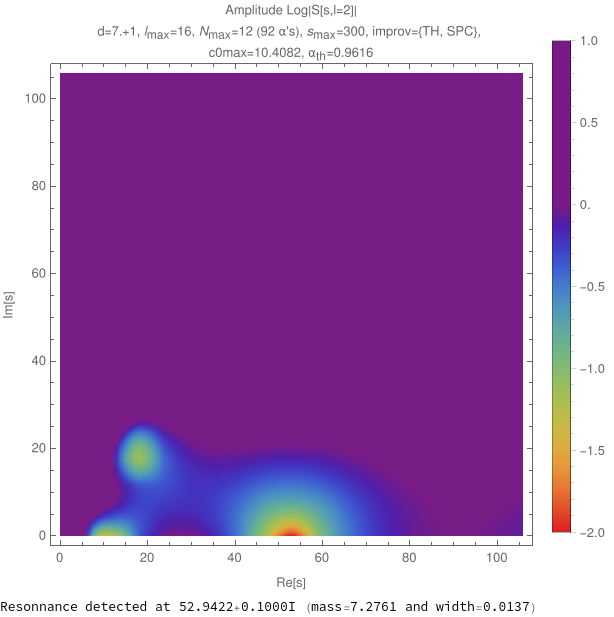 Amplitude Log|S[s,l=2]|
d=7.+1, lmax=16, Nmax=12 (92 α's), smax=300, improv={TH, SPC},
c0max=10.4082, αth=0.9616
1.0
0.5
0.
−0.5
−1.0
−1.5
−2.0
100
80
60
40
20
0
Im[s]
0 20 40 60 80 100
Re[s]
Resonnance detected at 52.9422+0.1000I (mass=7.2761 and width=0.0137)